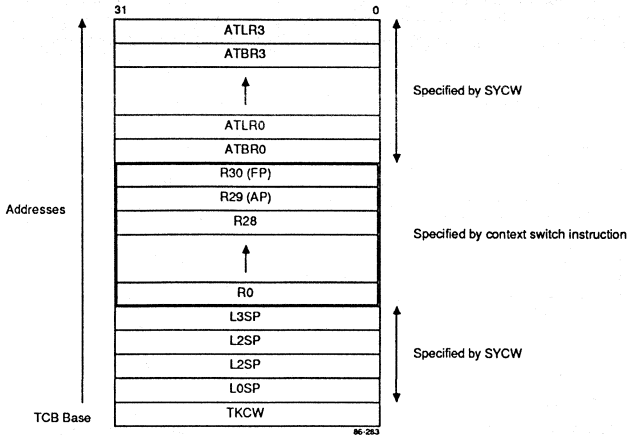 31 0
ATLR3
ATBR3
Specified by SYCW
ATLR0
ATBR0
R30 (FP)
R29 (AP)
Addresses
R28
Specified by context switch instruction
R0
L3SP
L2SP
Specified by SYCW
L2SP
L0SP
TCB Base
TKCW
86-283